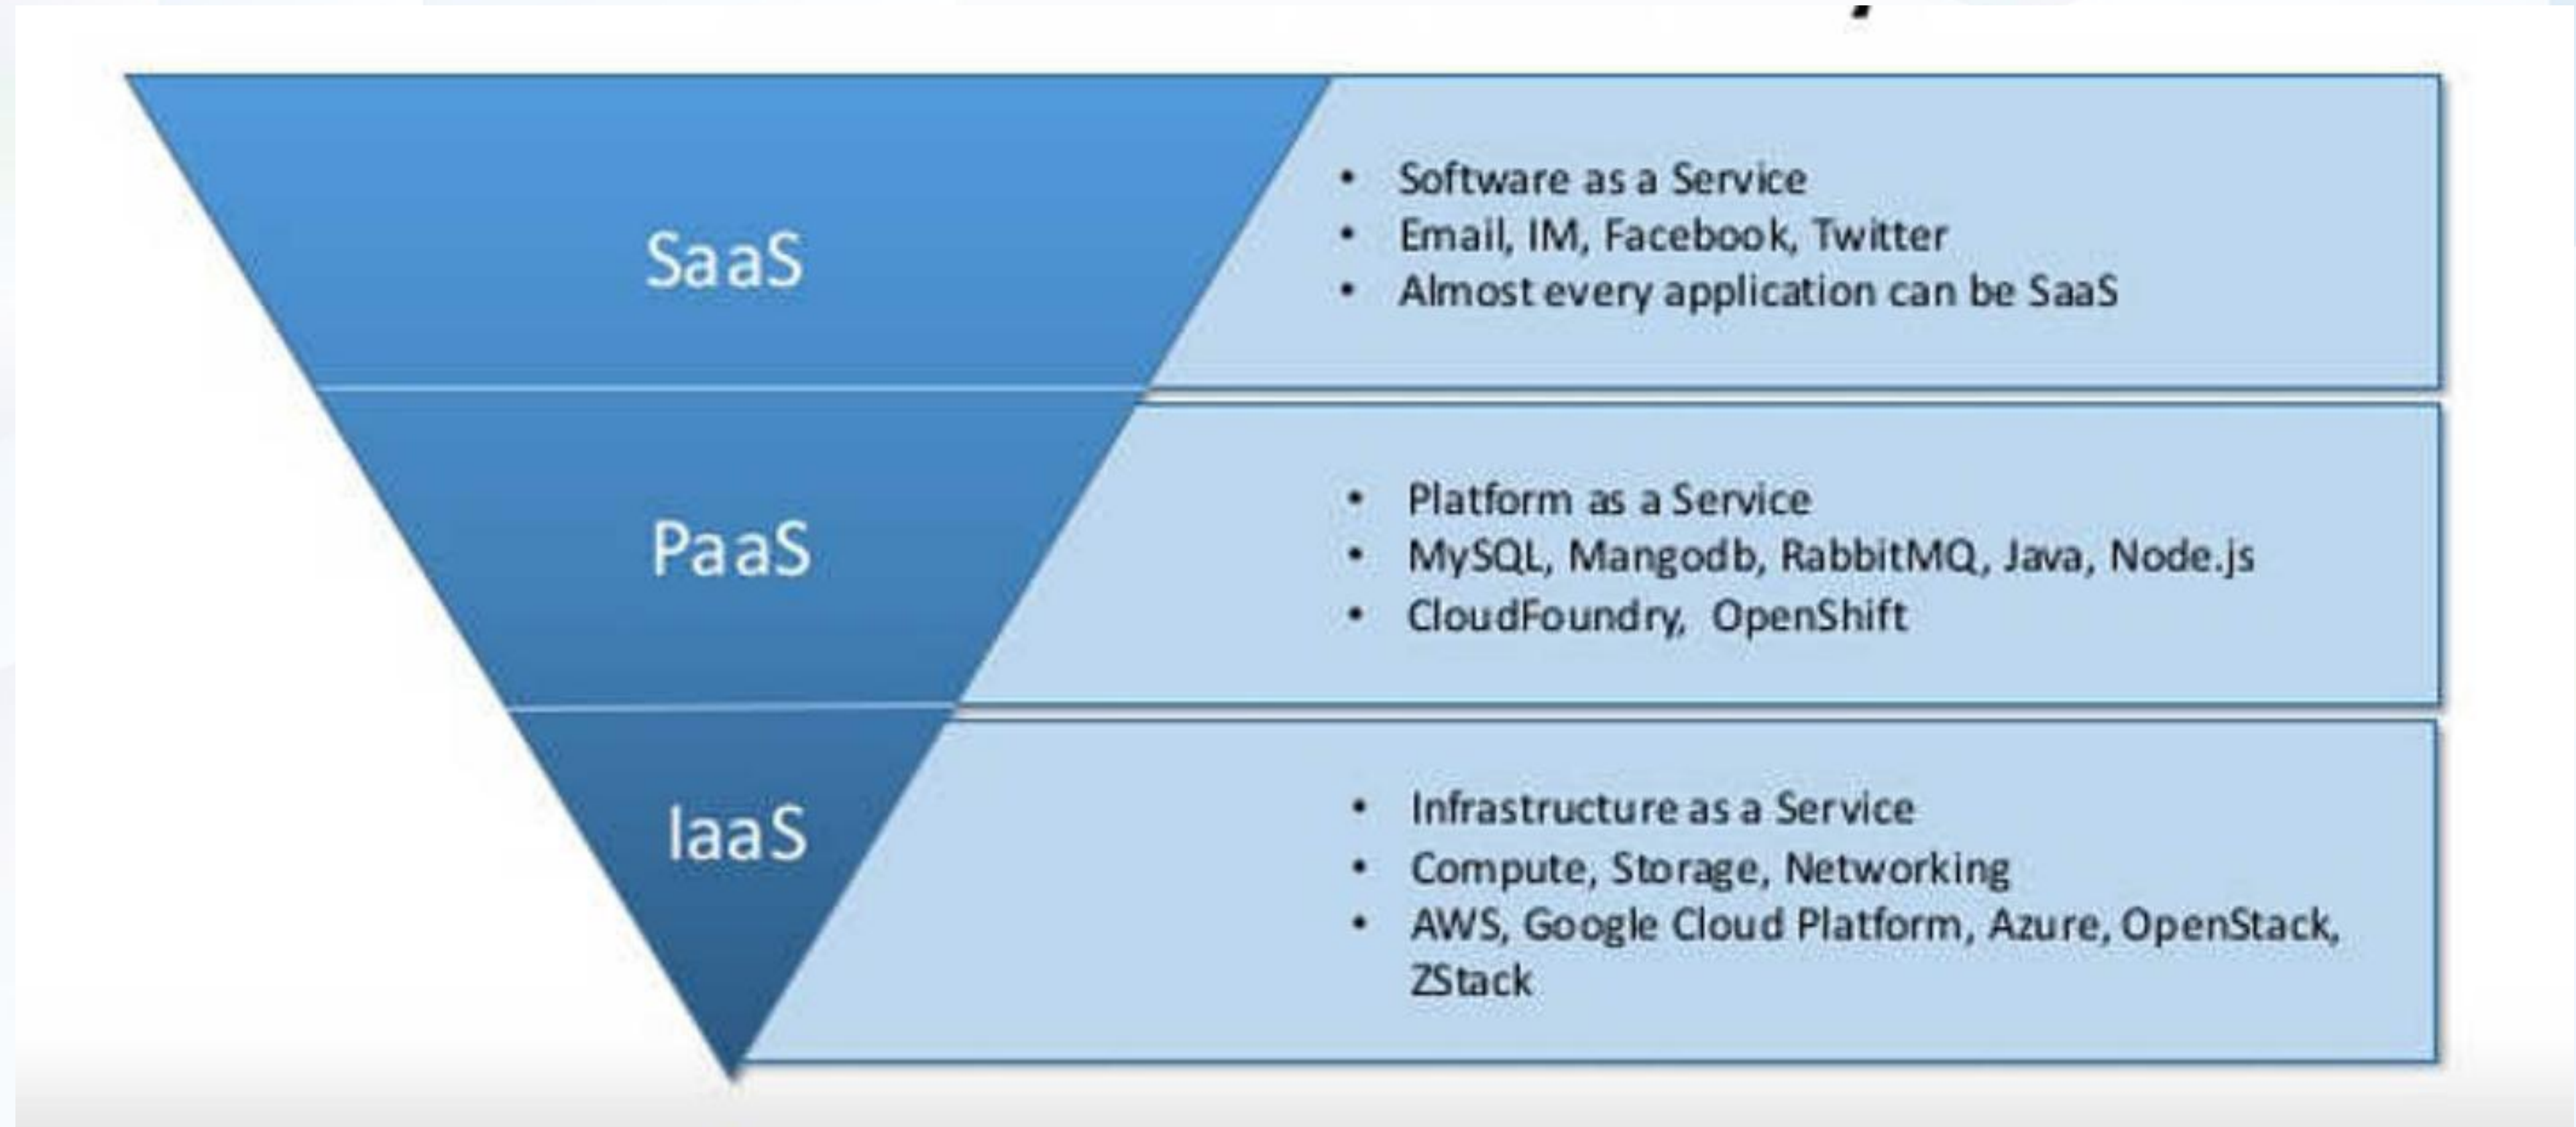 SaaS
• Software as a Service
• Email, IM, Facebook, Twitter
• Almost every application can be SaaS
PaaS
• Platform as a Service
• MySQL, Mangodb, RabbitMQ, Java, Node.js
• CloudFoundry, OpenShift
IaaS
• Infrastructure as a Service
• Compute, Storage, Networking
• AWS, Google Cloud Platform, Azure, OpenStack,
ZStack